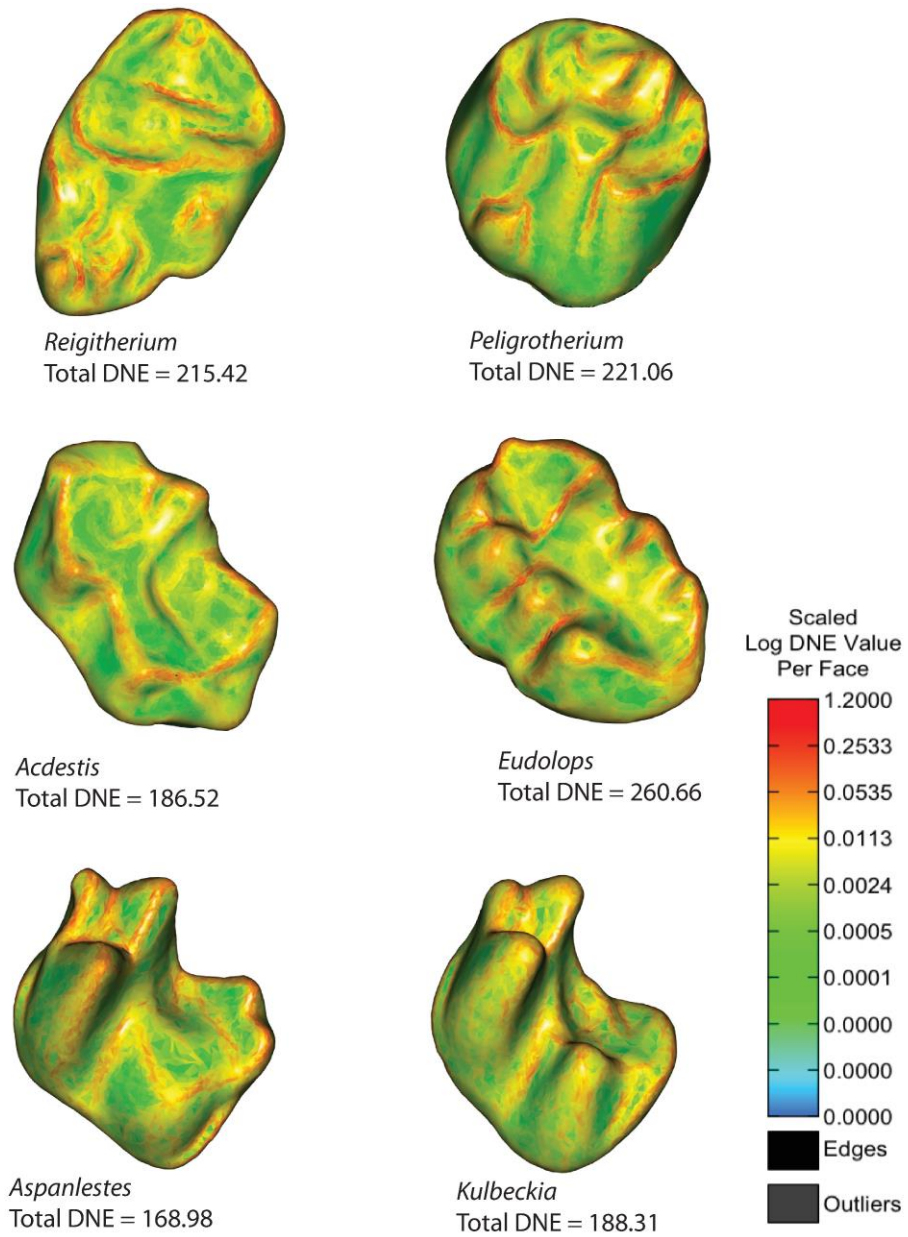 Reigitherium
Total DNE = 215.42
Peligrotherium
Total DNE = 221.06
Acdestis
Total DNE = 186.52
Eudolops
Total DNE = 260.66
Scaled
Log DNE Value
Per Face
1.2000
0.2533
0.0535
0.0113
0.0024
0.0005
0.0001
0.0000
0.0000
0.0000
Edges
Outliers
Aspanlestes
Total DNE = 168.98
Kulbeckia
Total DNE = 188.31